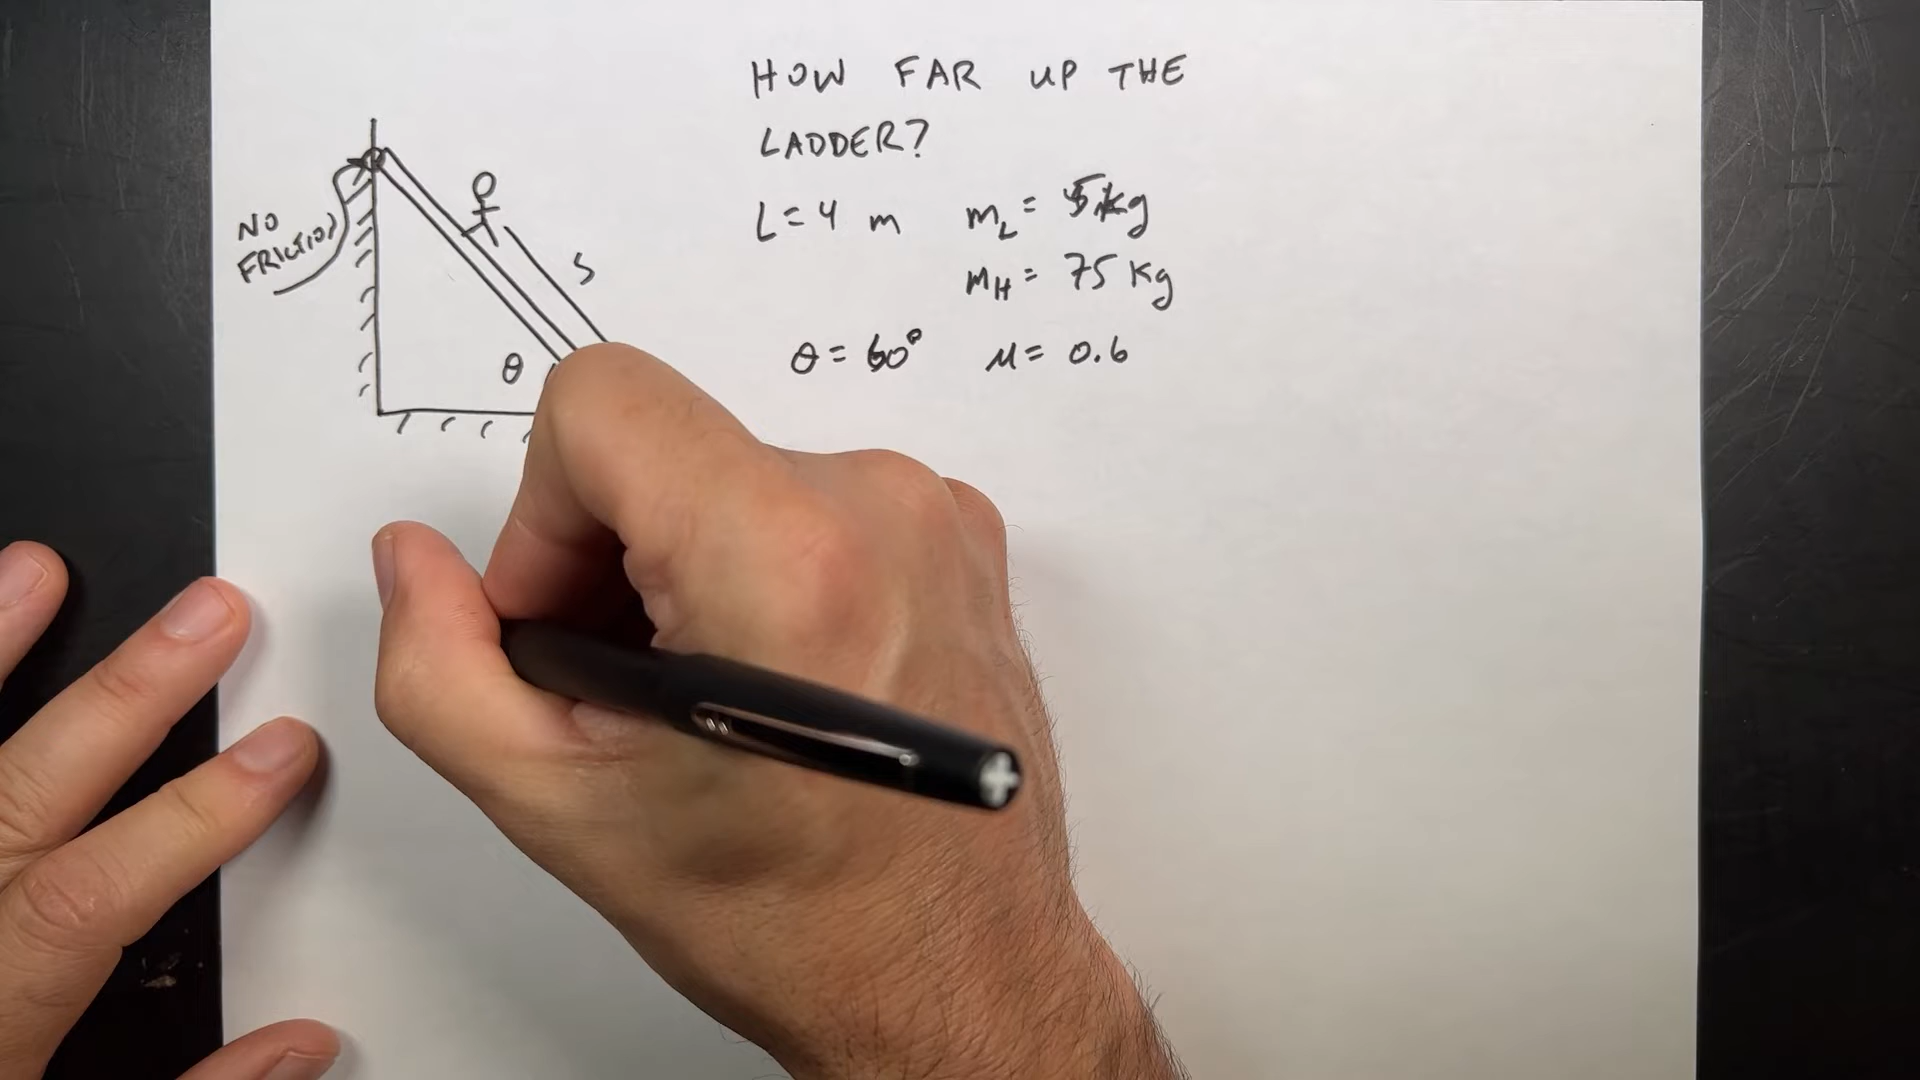 HOW FAR UP THE
LADDER?
L = 4 m m_L = 5 kg
m_H = 75 kg
θ = 60° μ = 0.6
NO
FRICTION
S
θ